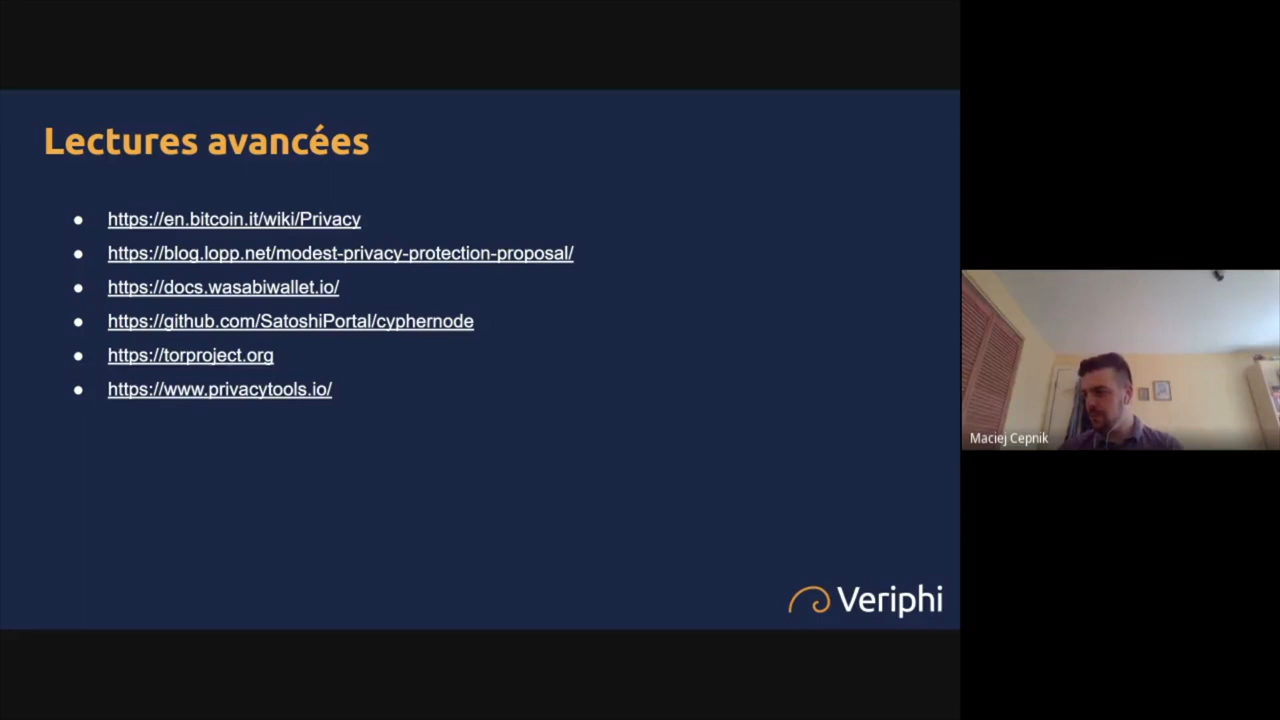 Lectures avancées
● https://en.bitcoin.it/wiki/Privacy
● https://blog.lopp.net/modest-privacy-protection-proposal/
● https://docs.wasabiwallet.io/
● https://github.com/SatoshiPortal/cyphernode
● https://torproject.org
● https://www.privacytools.io/
Veriphi
Maciej Cepnik